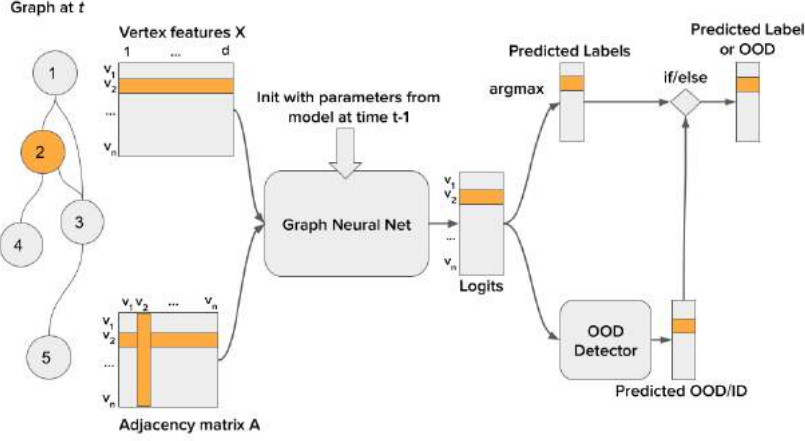 Graph at t
1
2
3
4
5
Vertex features X
1 ... d
v1
v2
...
vn
Init with parameters from
model at time t-1
Graph Neural Net
v1 v2 ... vn
v1
v2
...
vn
Adjacency matrix A
v1
v2
...
vn
Logits
Predicted Labels
argmax
if/else
Predicted Label
or OOD
OOD
Detector
Predicted OOD/ID